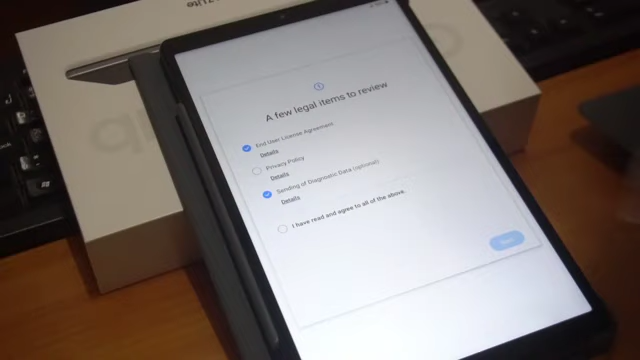 A few legal items to review
End User License Agreement
Details
Privacy Policy
Details
Sending of Diagnostic Data (optional)
Details
I have read and agree to all of the above.
Next